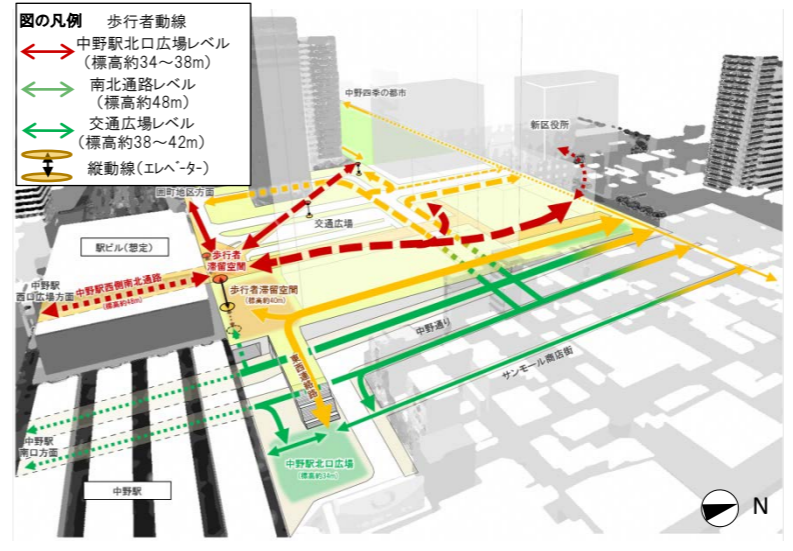 図の凡例 歩行者動線
中野駅北口広場レベル
(標高約34～38m)
南北通路レベル
(標高約48m)
交通広場レベル
(標高約38～42m)
縦動線(エレベーター)
中野四季の都市
新区役所
囲町地区方面
交通広場
駅ビル(想定)
歩行者
滞留空間
中野駅西側南北通路
(標高約48m)
中野駅
西口広場方面
歩行者滞留空間
(標高約40m)
東西連絡路
中野通り
サンモール商店街
中野駅
南口方面
中野駅北口広場
(標高約34m)
中野駅
N